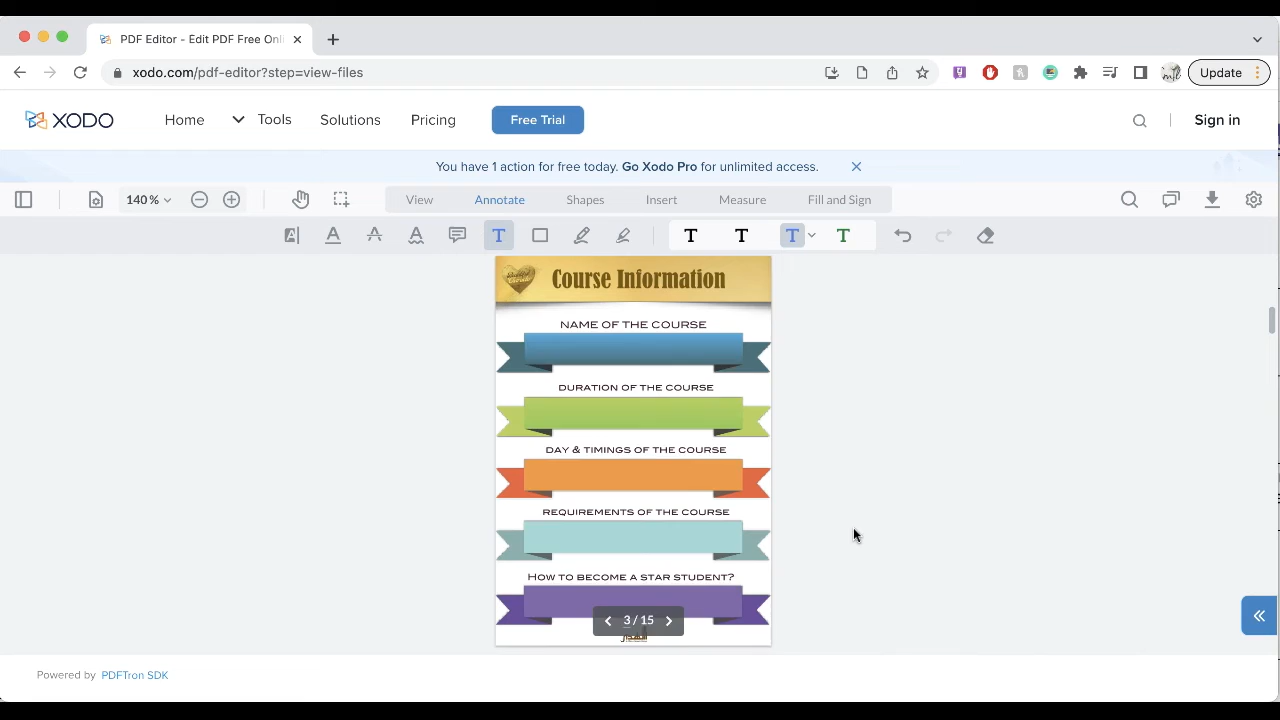 PDF Editor - Edit PDF Free Onli
xodo.com/pdf-editor?step=view-files
Update
XODO
Home
Tools
Solutions
Pricing
Free Trial
Sign in
You have 1 action for free today. Go Xodo Pro for unlimited access.
140%
View
Annotate
Shapes
Insert
Measure
Fill and Sign
T T T T T
Course Information
NAME OF THE COURSE
DURATION OF THE COURSE
DAY & TIMINGS OF THE COURSE
REQUIREMENTS OF THE COURSE
HOW TO BECOME A STAR STUDENT?
3 / 15
Powered by PDFTron SDK